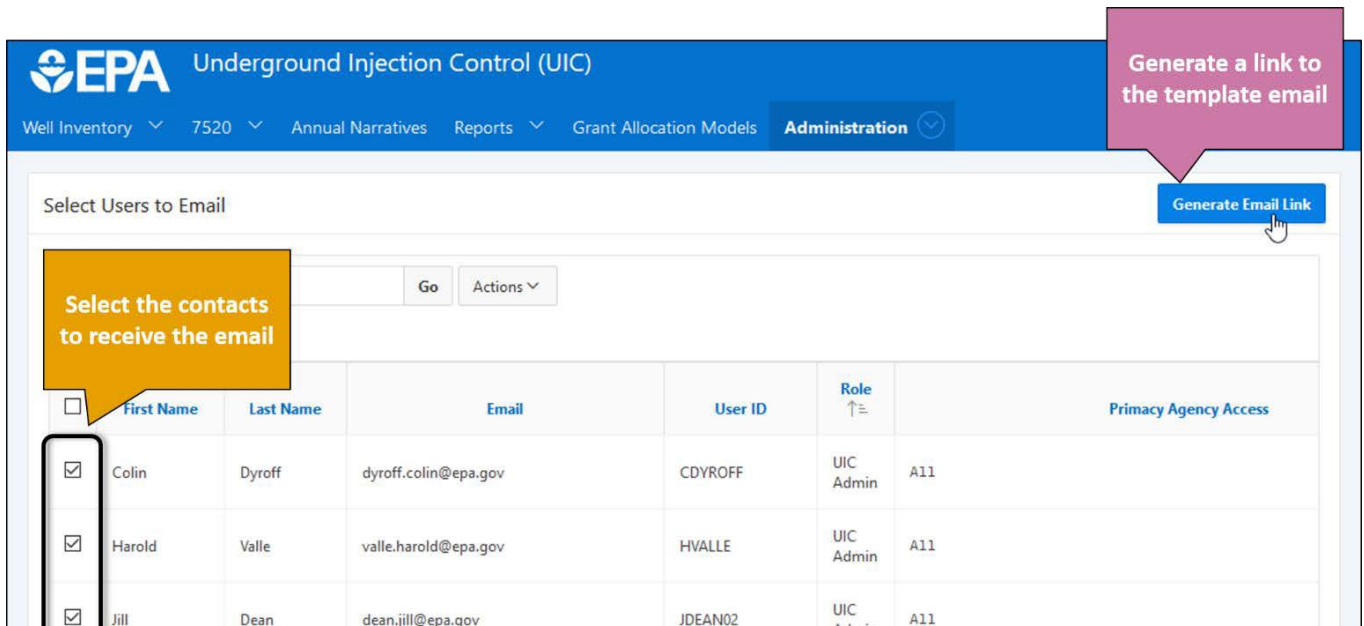 Generate a link to
the template email
EPA Underground Injection Control (UIC)
Well Inventory 7520 Annual Narratives Reports Grant Allocation Models Administration
Select Users to Email
Generate Email Link
Select the contacts
to receive the email
Go Actions
First Name Last Name Email User ID Role Primacy Agency Access
Colin Dyroff dyroff.colin@epa.gov CDYROFF UIC Admin All
Harold Valle valle.harold@epa.gov HVALLE UIC Admin All
Jill Dean dean.jill@epa.gov JDEAN02 UIC Admin All